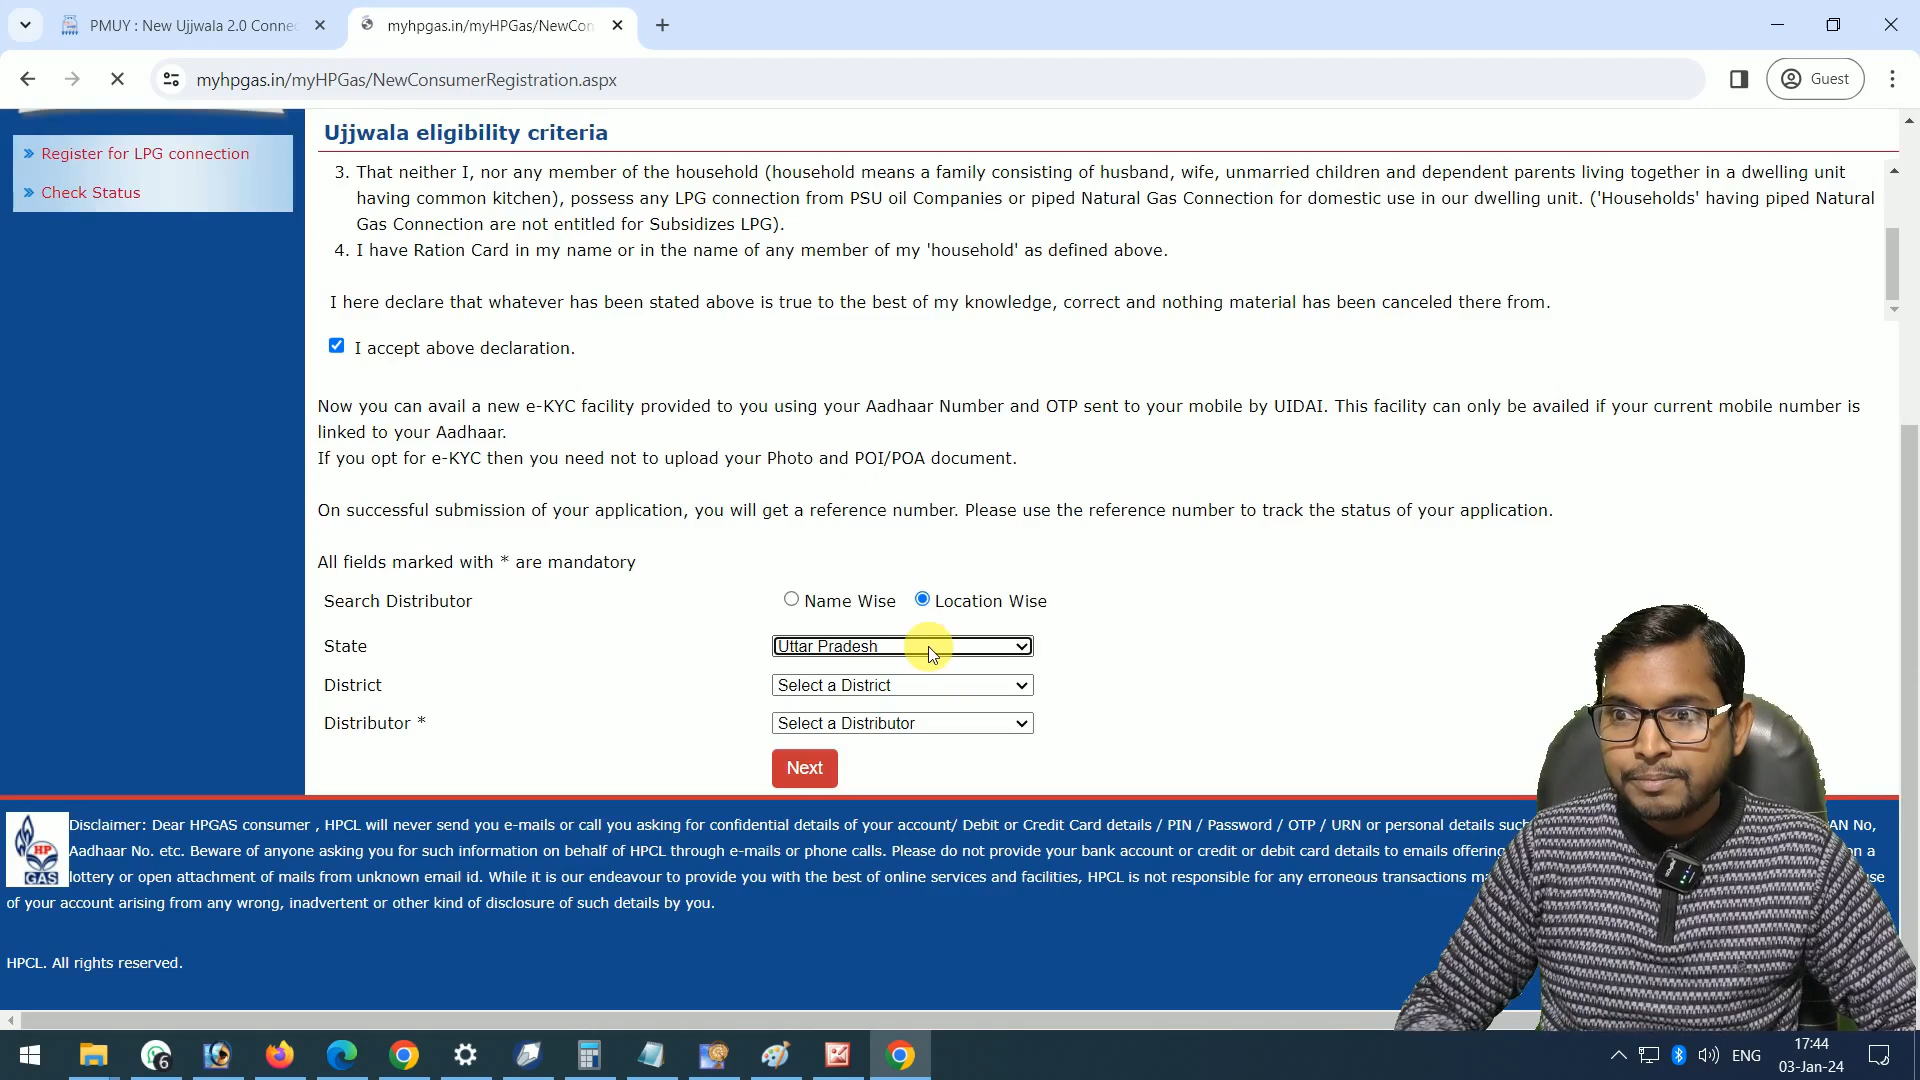 PMUY : New Ujjwala 2.0 Connec
myhpgas.in/myHPGas/NewCon
myhpgas.in/myHPGas/NewConsumerRegistration.aspx
Guest
Register for LPG connection
Check Status
Ujjwala eligibility criteria
3. That neither I, nor any member of the household (household means a family consisting of husband, wife, unmarried children and dependent parents living together in a dwelling unit
having common kitchen), possess any LPG connection from PSU oil Companies or piped Natural Gas Connection for domestic use in our dwelling unit. ('Households' having piped Natural
Gas Connection are not entitled for Subsidizes LPG).
4. I have Ration Card in my name or in the name of any member of my 'household' as defined above.
I here declare that whatever has been stated above is true to the best of my knowledge, correct and nothing material has been canceled there from.
I accept above declaration.
Now you can avail a new e-KYC facility provided to you using your Aadhaar Number and OTP sent to your mobile by UIDAI. This facility can only be availed if your current mobile number is
linked to your Aadhaar.
If you opt for e-KYC then you need not to upload your Photo and POI/POA document.
On successful submission of your application, you will get a reference number. Please use the reference number to track the status of your application.
All fields marked with * are mandatory
Search Distributor Name Wise Location Wise
State Uttar Pradesh
District Select a District
Distributor * Select a Distributor
Next
HP
GAS
Disclaimer: Dear HPGAS consumer , HPCL will never send you e-mails or call you asking for confidential details of your account/ Debit or Credit Card details / PIN / Password / OTP / URN or personal details such AN No,
Aadhaar No. etc. Beware of anyone asking you for such information on behalf of HPCL through e-mails or phone calls. Please do not provide your bank account or credit or debit card details to emails offering on a
lottery or open attachment of mails from unknown email id. While it is our endeavour to provide you with the best of online services and facilities, HPCL is not responsible for any erroneous transactions use
of your account arising from any wrong, inadvertent or other kind of disclosure of such details by you.
HPCL. All rights reserved.
6
ENG
17:44
03-Jan-24